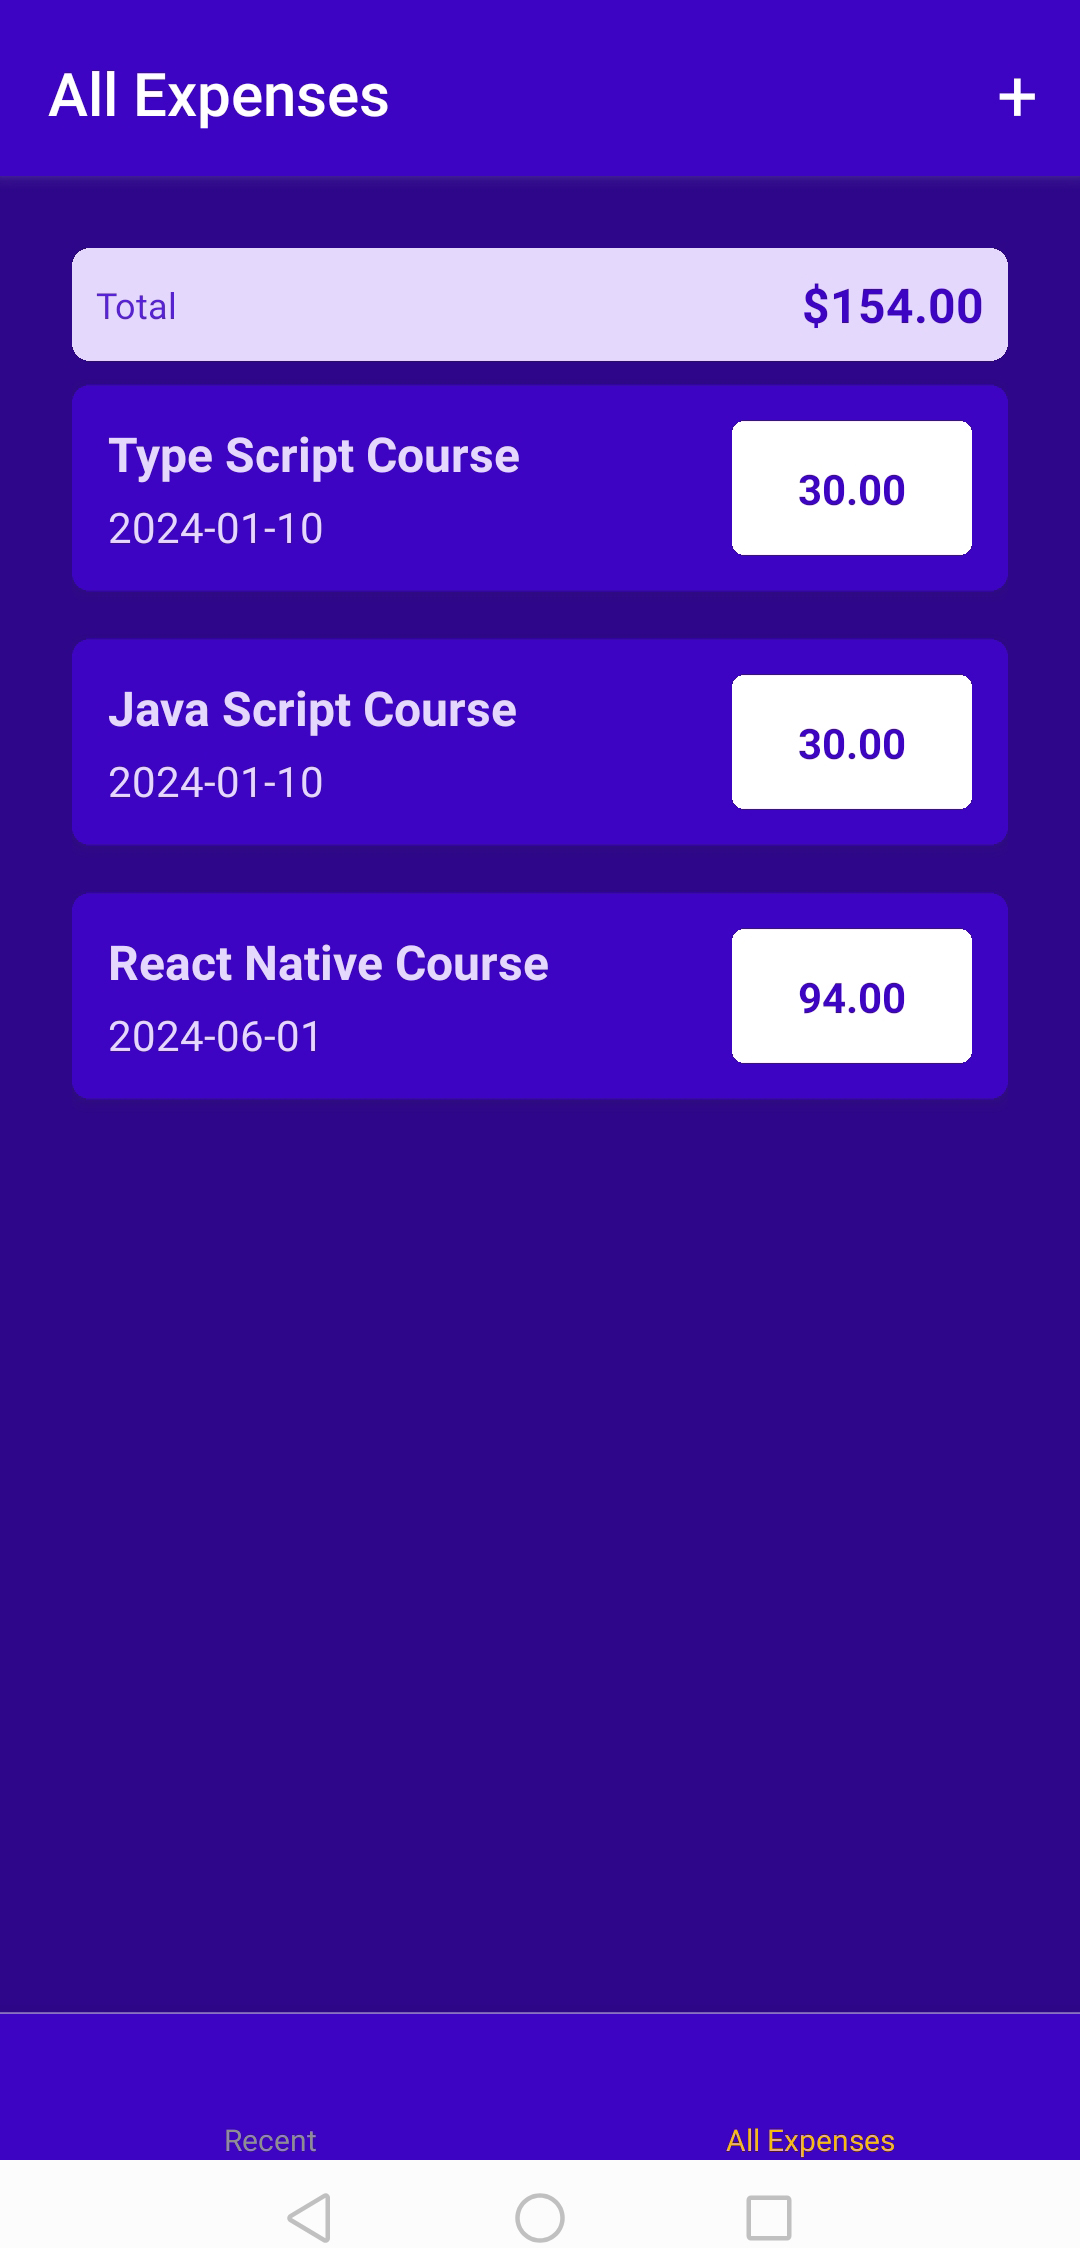 All Expenses
+
Total $154.00
Type Script Course
2024-01-10
30.00
Java Script Course
2024-01-10
30.00
React Native Course
2024-06-01
94.00
Recent All Expenses